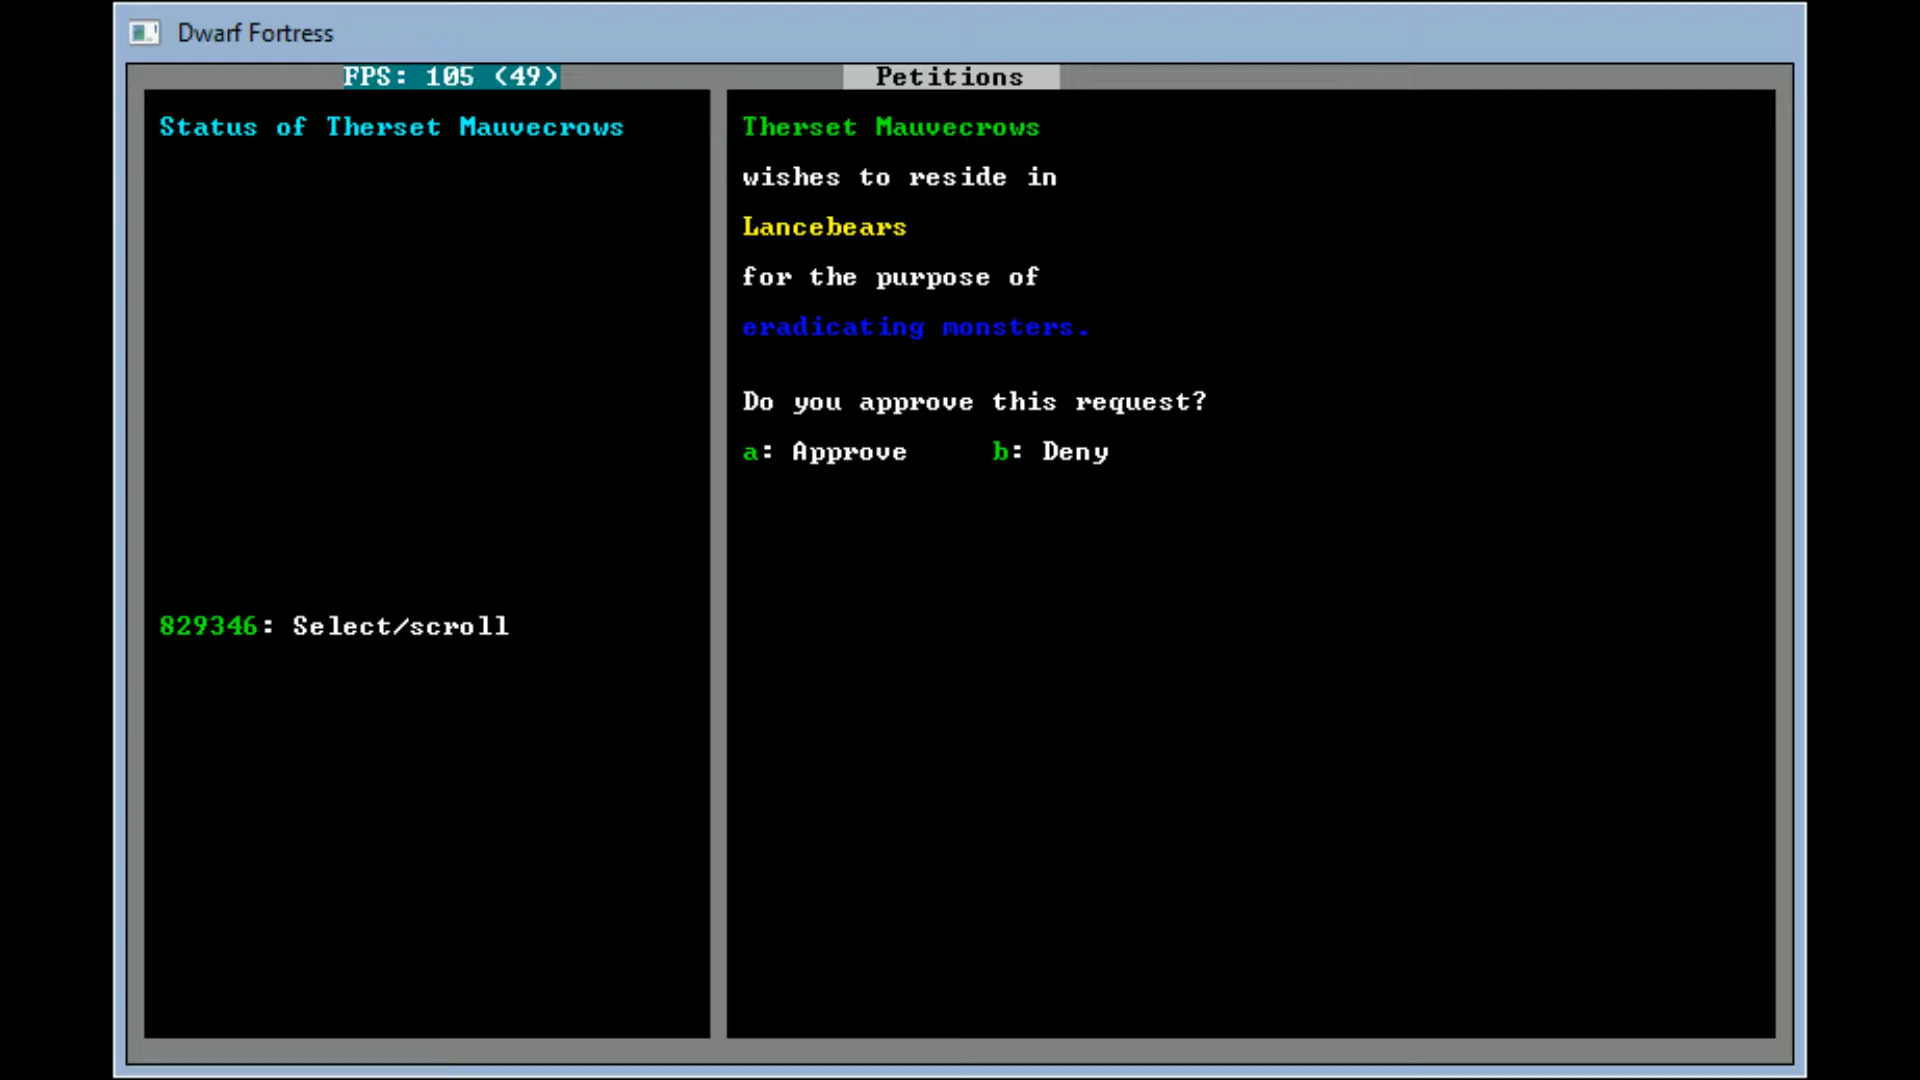 Dwarf Fortress
FPS: 105 (49)
Petitions
Status of Therset Mauvecrows
829346: Select/scroll
Therset Mauvecrows
wishes to reside in
Lancebears
for the purpose of
eradicating monsters.
Do you approve this request?
a: Approve b: Deny